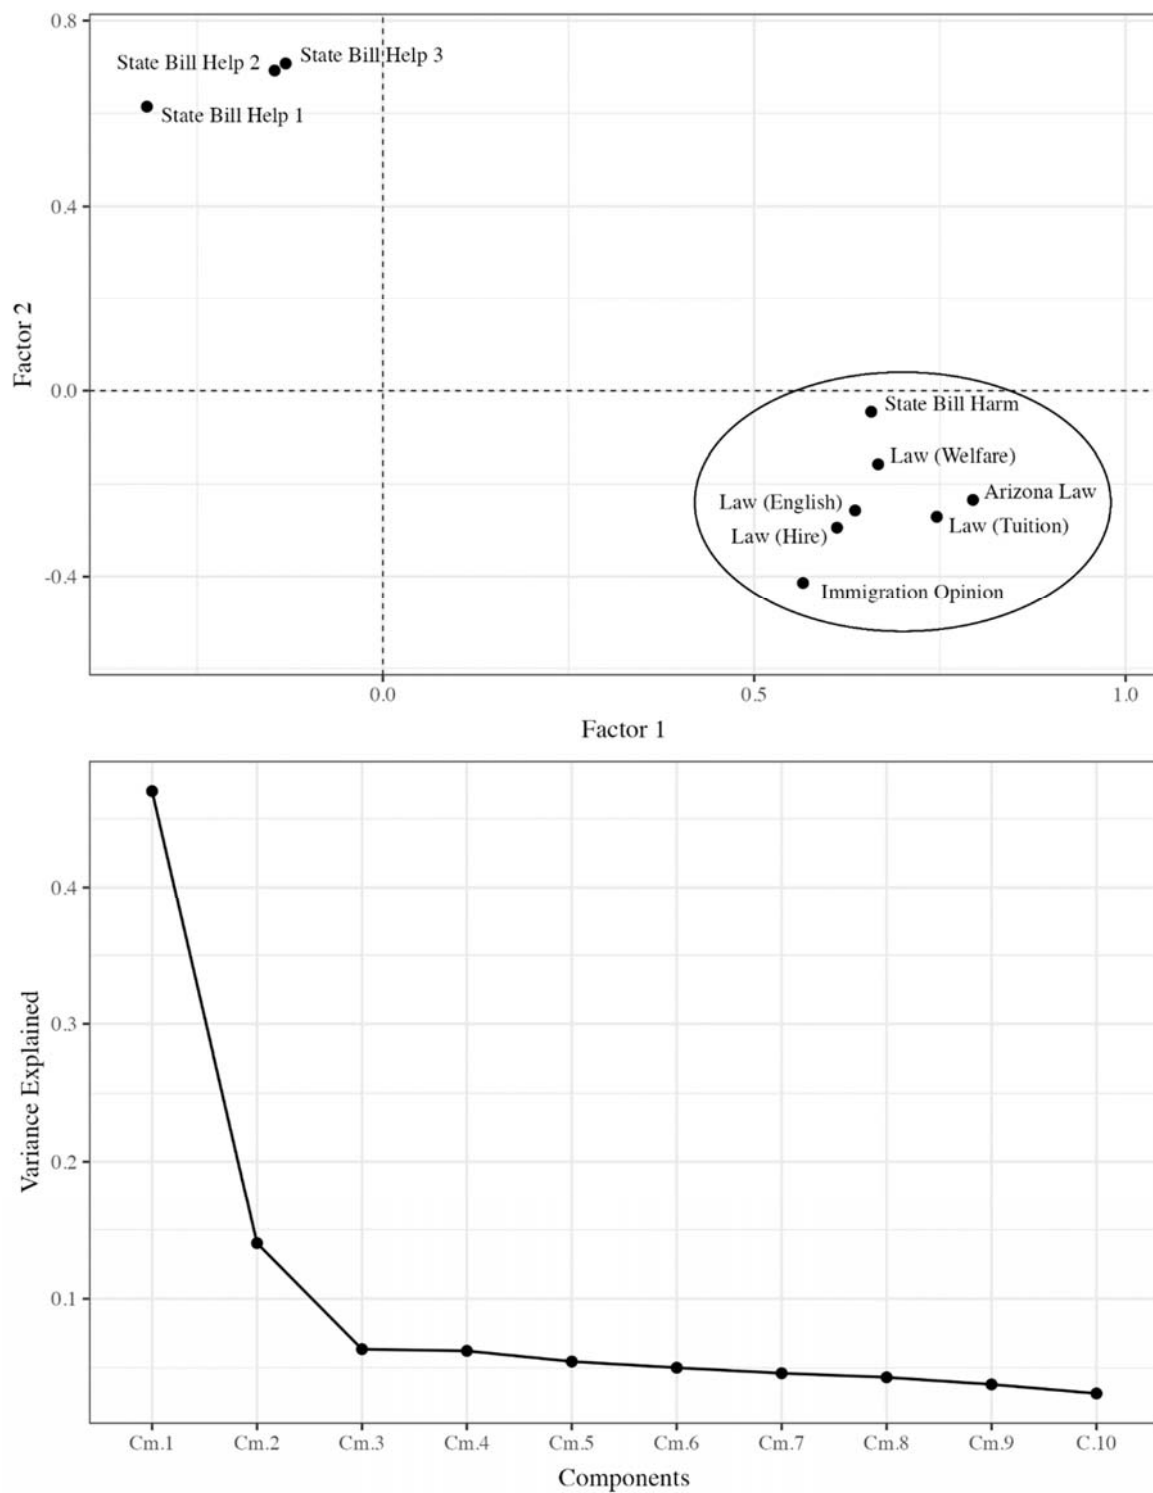 0.8
State Bill Help 2
State Bill Help 3
State Bill Help 1
0.4
Factor 2
0.0
State Bill Harm
Law (Welfare)
Arizona Law
Law (English)
Law (Tuition)
Law (Hire)
-0.4
Immigration Opinion
0.0 0.5 1.0
Factor 1
0.4
0.3
Variance Explained
0.2
0.1
Cm.1 Cm.2 Cm.3 Cm.4 Cm.5 Cm.6 Cm.7 Cm.8 Cm.9 C.10
Components